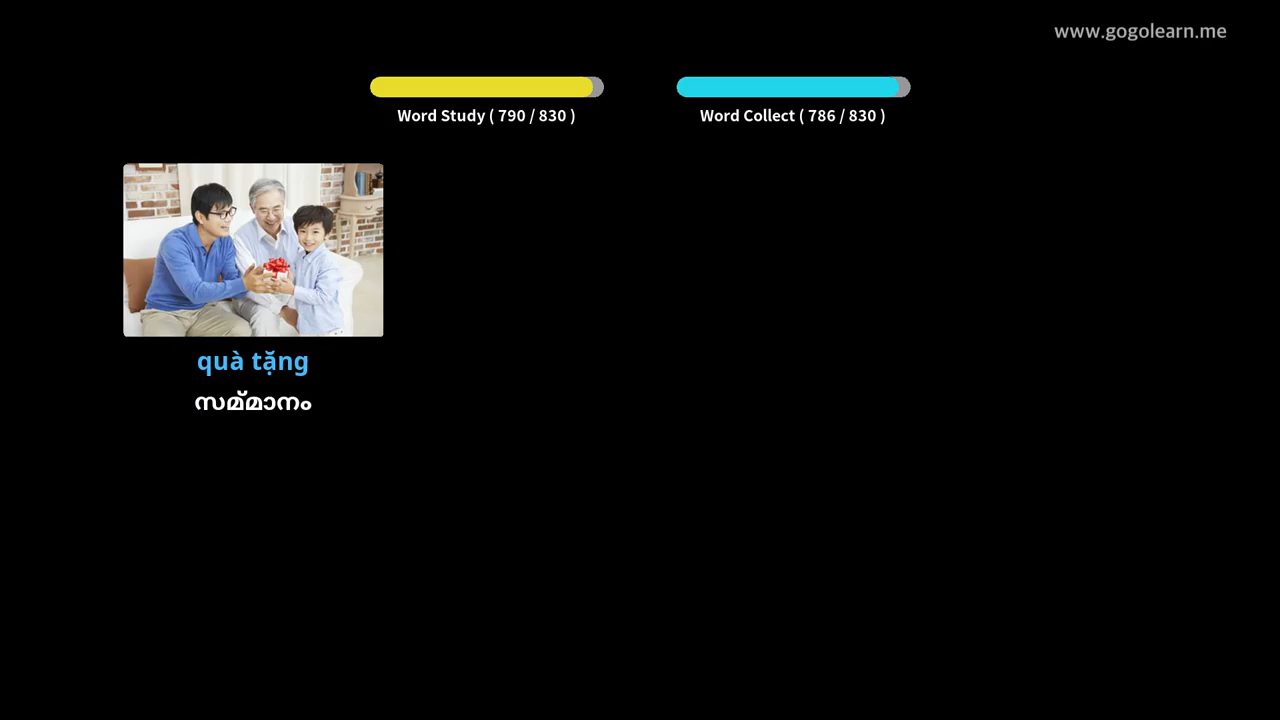 www.gogolearn.me
Word Study ( 790 / 830 )
Word Collect ( 786 / 830 )
quà tặng
സമ്മാനം